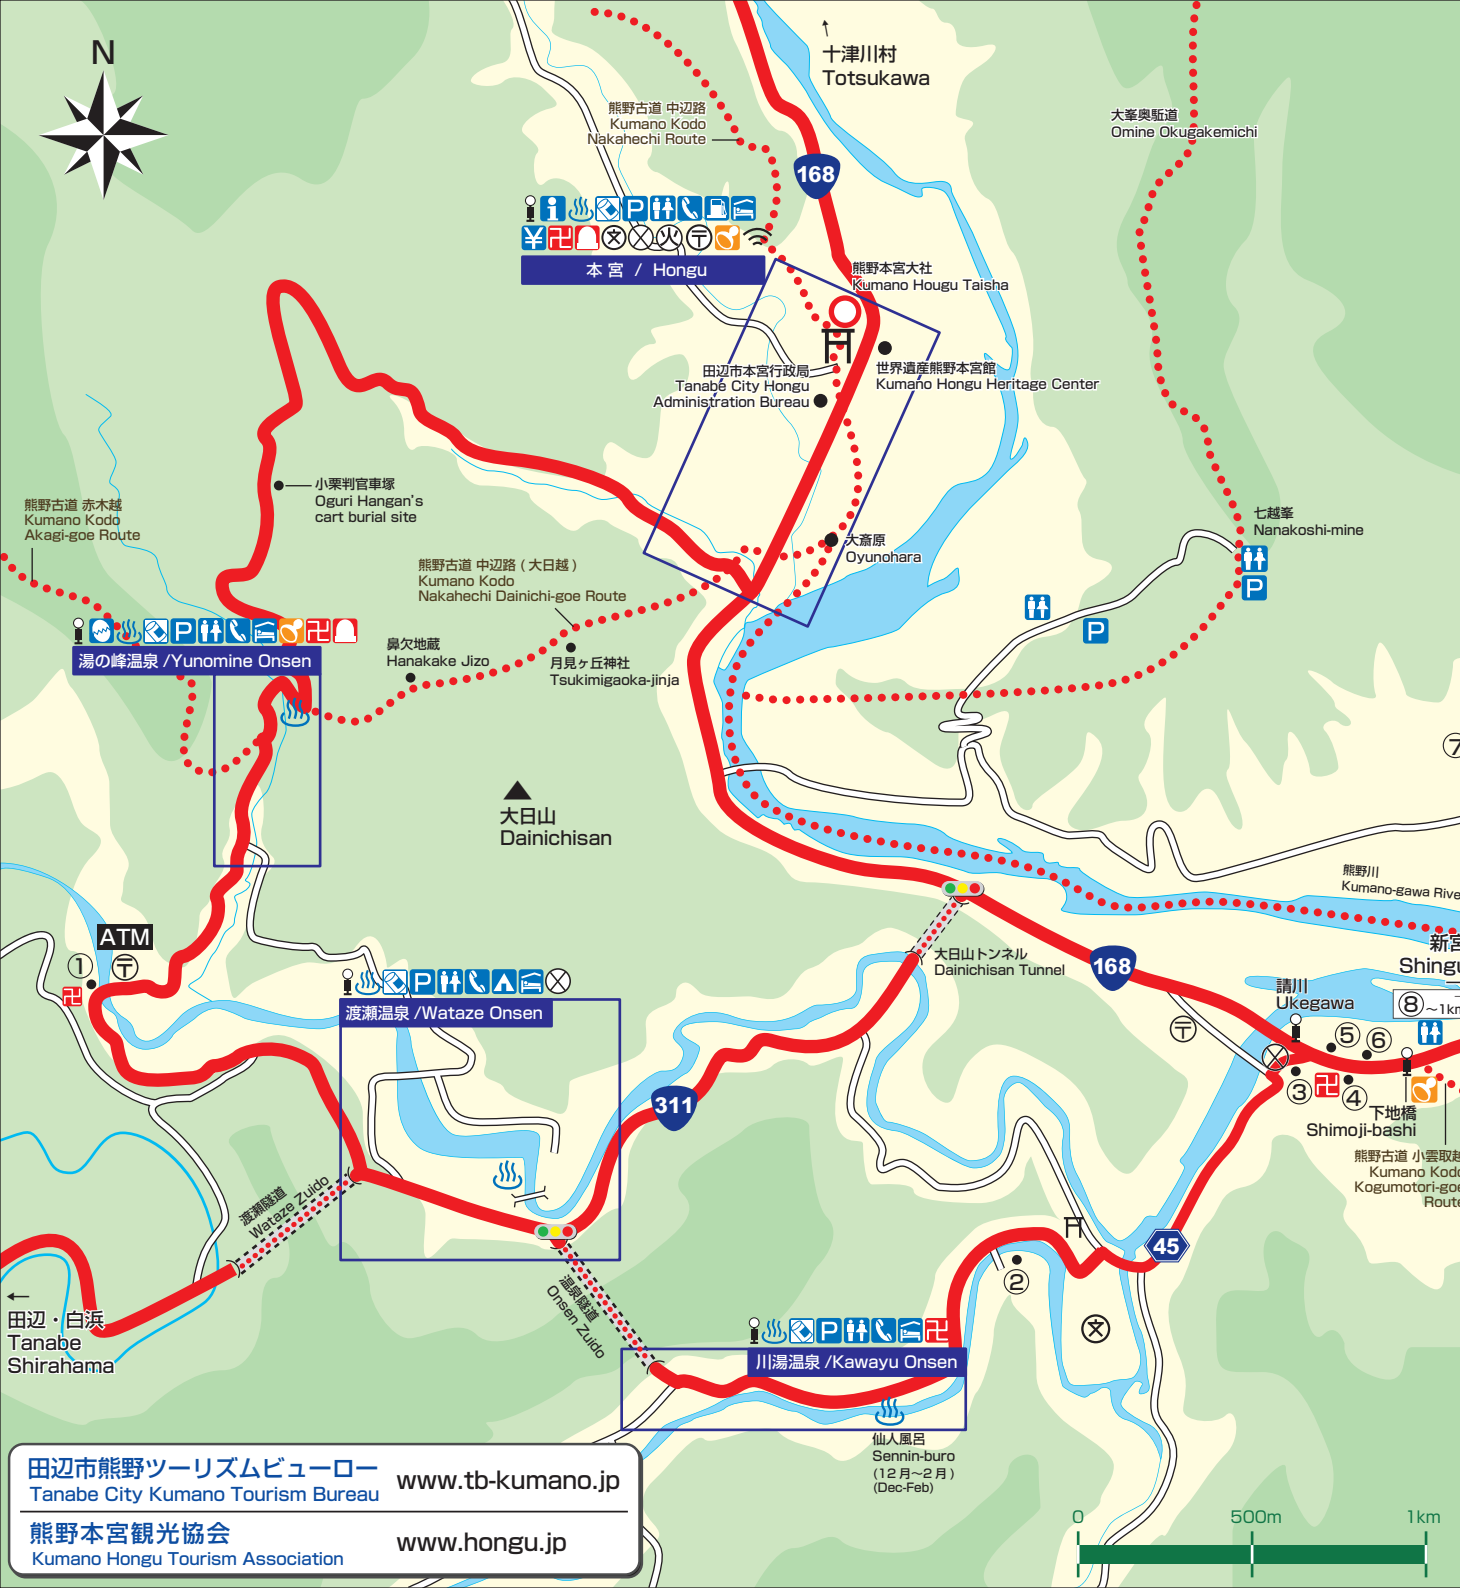 N
↑
十津川村
Totsukawa
熊野古道 中辺路
Kumano Kodo
Nakahechi Route
大峯奥駈道
Omine Okugakemichi
168
本宮 / Hongu
熊野本宮大社
Kumano Hougu Taisha
世界遺産熊野本宮館
Kumano Hongu Heritage Center
田辺市本宮行政局
Tanabe City Hongu
Administration Bureau
小栗判官車塚
Oguri Hangan's
cart burial site
熊野古道 赤木越
Kumano Kodo
Akagi-goe Route
七越峯
Nanakoshi-mine
大斎原
Oyunohara
熊野古道 中辺路 ( 大日越 )
Kumano Kodo
Nakahechi Dainichi-goe Route
湯の峰温泉 /Yunomine Onsen
鼻欠地蔵
Hanakake Jizo
月見ヶ丘神社
Tsukimigaoka-jinja
⑦
大日山
Dainichisan
熊野川
Kumano-gawa Rive
ATM
①
大日山トンネル
Dainichisan Tunnel
168
新宮
Shingu
請川
Ukegawa
⑧～1km
渡瀬温泉 /Wataze Onsen
⑤
⑥
③
④
下地橋
Shimoji-bashi
311
熊野古道 小雲取越
Kumano Kodo
Kogumotori-goe
Route
渡瀬隧道
Wataze Zuido
45
②
温泉隧道
Onsen Zuido
←
田辺・白浜
Tanabe
Shirahama
川湯温泉 /Kawayu Onsen
仙人風呂
Sennin-buro
(12月～2月)
(Dec-Feb)
田辺市熊野ツーリズムビューロー
Tanabe City Kumano Tourism Bureau
www.tb-kumano.jp
熊野本宮観光協会
Kumano Hongu Tourism Association
www.hongu.jp
0 500m 1km